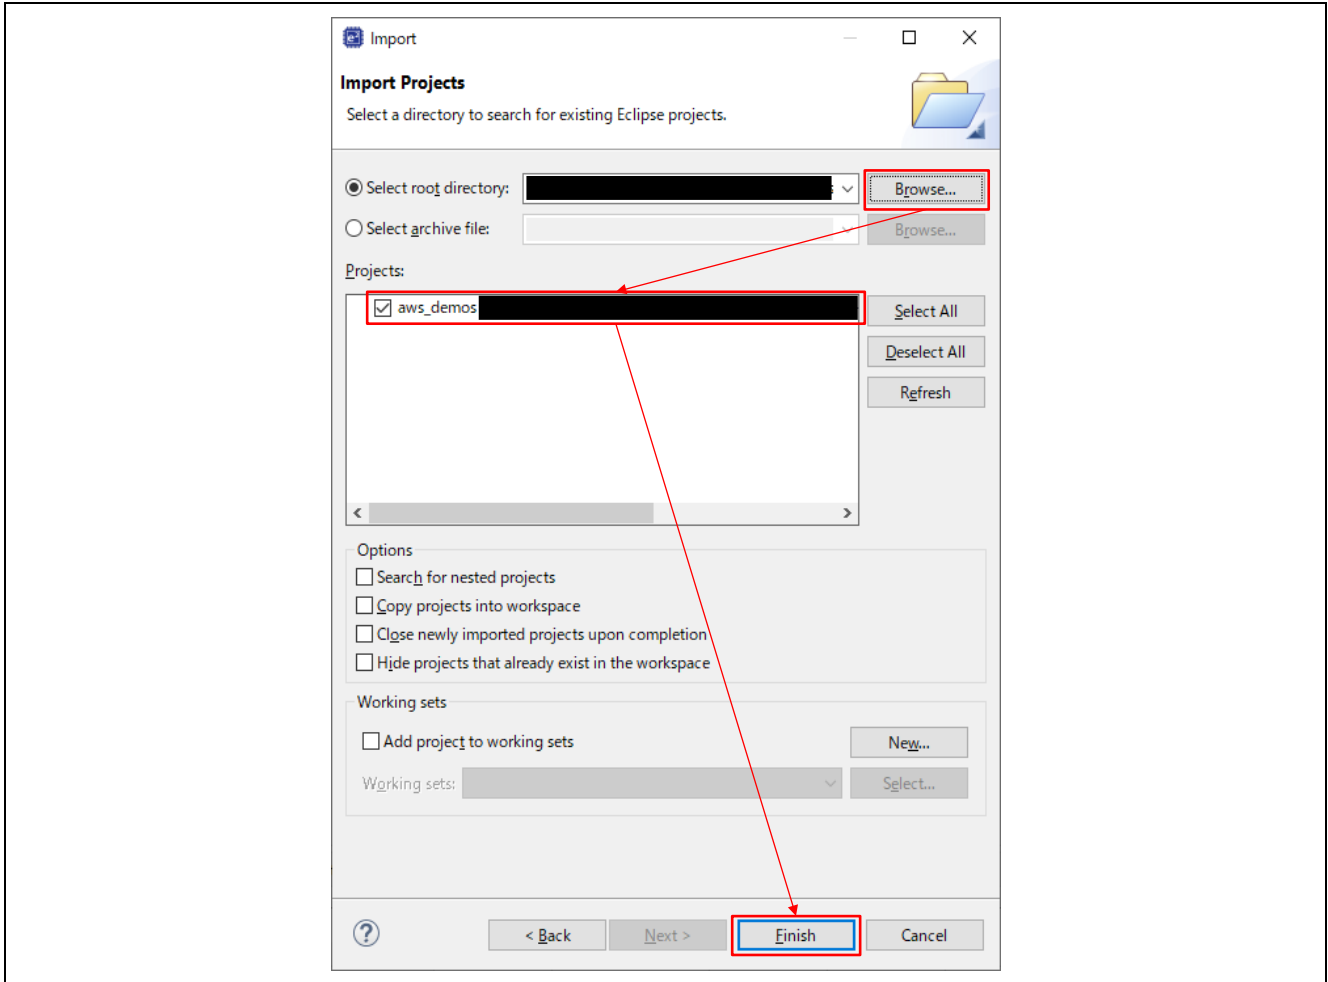 Import
Import Projects
Select a directory to search for existing Eclipse projects.
Select root directory:
Browse...
Select archive file:
Browse...
Projects:
aws_demos
Select All
Deselect All
Refresh
Options
Search for nested projects
Copy projects into workspace
Close newly imported projects upon completion
Hide projects that already exist in the workspace
Working sets
Add project to working sets
New...
Working sets:
Select...
?
< Back
Next >
Finish
Cancel